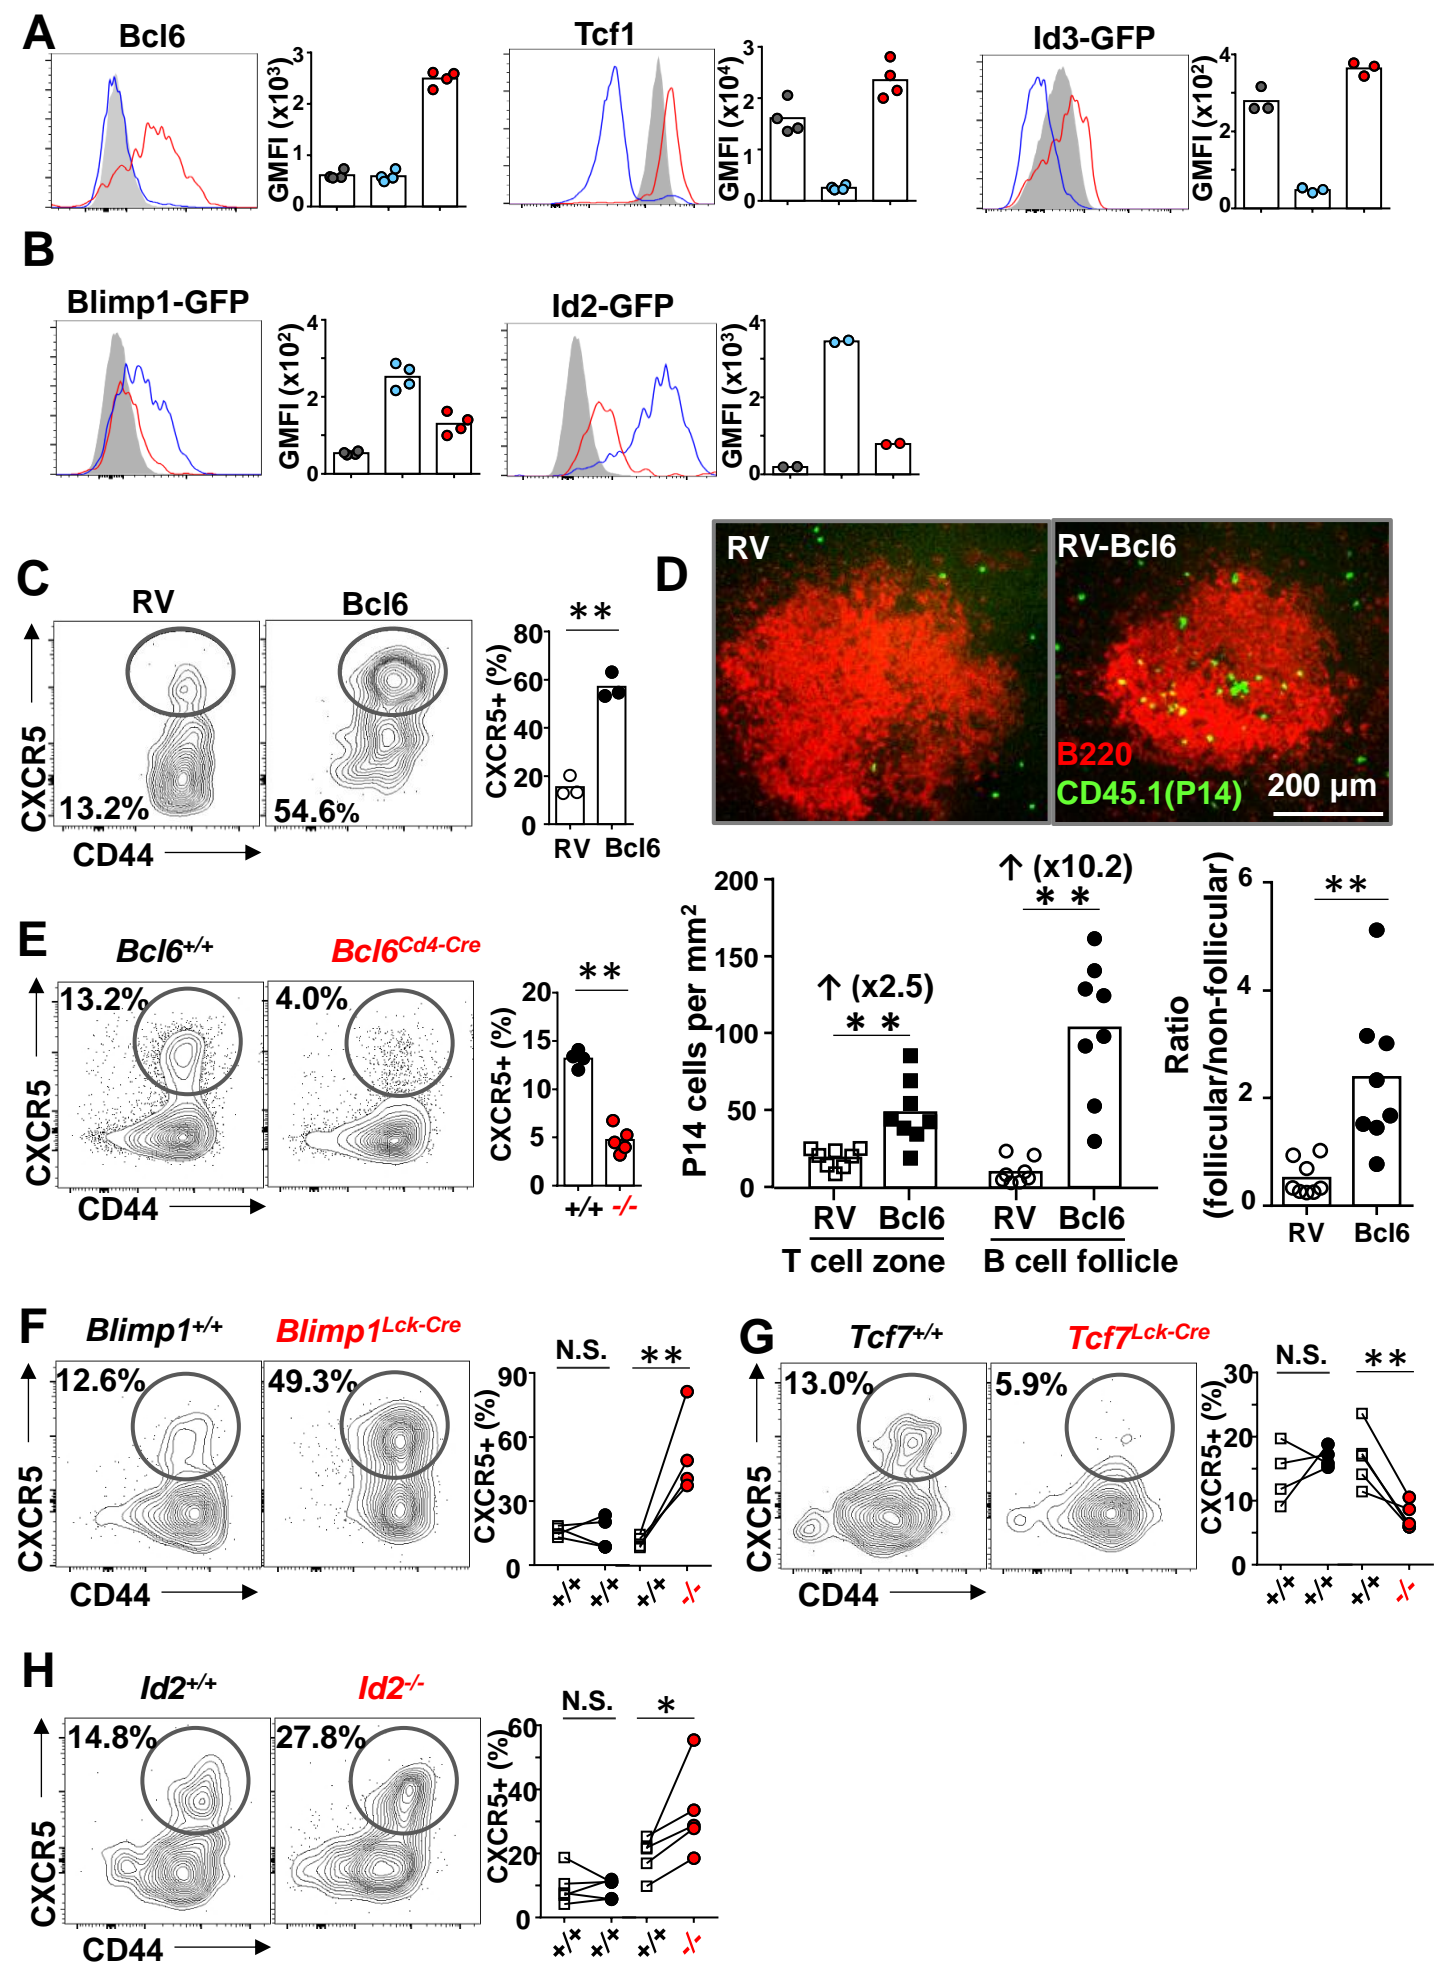 A
Bcl6
GMFI (x10³)
3
2
1
0
Tcf1
GMFI (x10⁴)
3
2
1
0
Id3-GFP
GMFI (x10²)
4
2
0
B
Blimp1-GFP
GMFI (x10²)
4
2
0
Id2-GFP
GMFI (x10³)
4
2
0
C
RV
Bcl6
CXCR5
13.2%
54.6%
CD44
**
CXCR5+ (%)
80
60
40
20
0
RV Bcl6
D
RV
RV-Bcl6
B220
CD45.1(P14)
200 µm
P14 cells per mm²
200
150
100
50
0
↑ (x2.5)
**
↑ (x10.2)
**
RV Bcl6 RV Bcl6
T cell zone B cell follicle
Ratio
(follicular/non-follicular)
6
4
2
0
**
RV Bcl6
E
Bcl6+/+
Bcl6Cd4-Cre
CXCR5
13.2%
4.0%
CD44
**
CXCR5+ (%)
20
15
10
5
0
+/+ -/-
F
Blimp1+/+
Blimp1Lck-Cre
CXCR5
12.6%
49.3%
CD44
N.S. **
CXCR5+ (%)
90
60
30
0
+/+ +/+ +/+ -/-
G
Tcf7+/+
Tcf7Lck-Cre
CXCR5
13.0%
5.9%
CD44
N.S. **
CXCR5+ (%)
30
20
10
0
+/+ +/+ +/+ -/-
H
Id2+/+
Id2-/-
CXCR5
14.8%
27.8%
CD44
N.S. *
CXCR5+ (%)
60
40
20
0
+/+ +/+ +/+ -/-